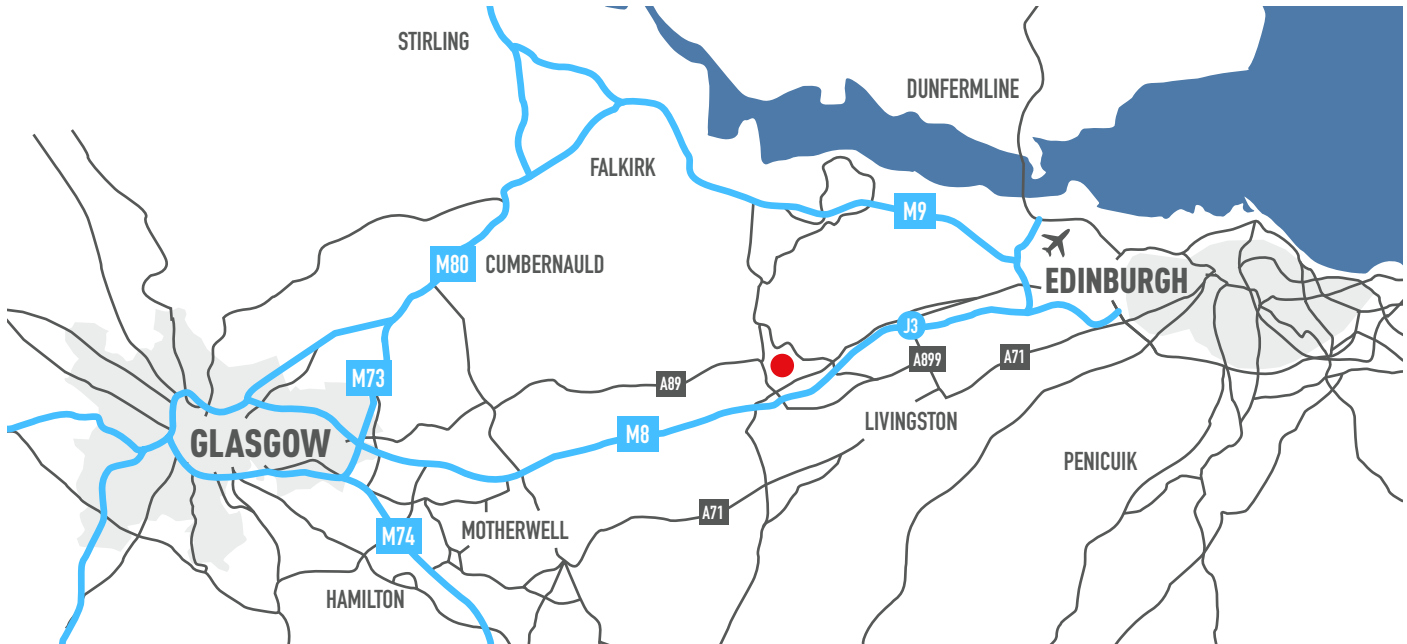 STIRLING
DUNFERMLINE
FALKIRK
M9
M80
CUMBERNAULD
EDINBURGH
J3
A899
A71
M73
A89
LIVINGSTON
M8
GLASGOW
PENICUIK
A71
MOTHERWELL
M74
HAMILTON